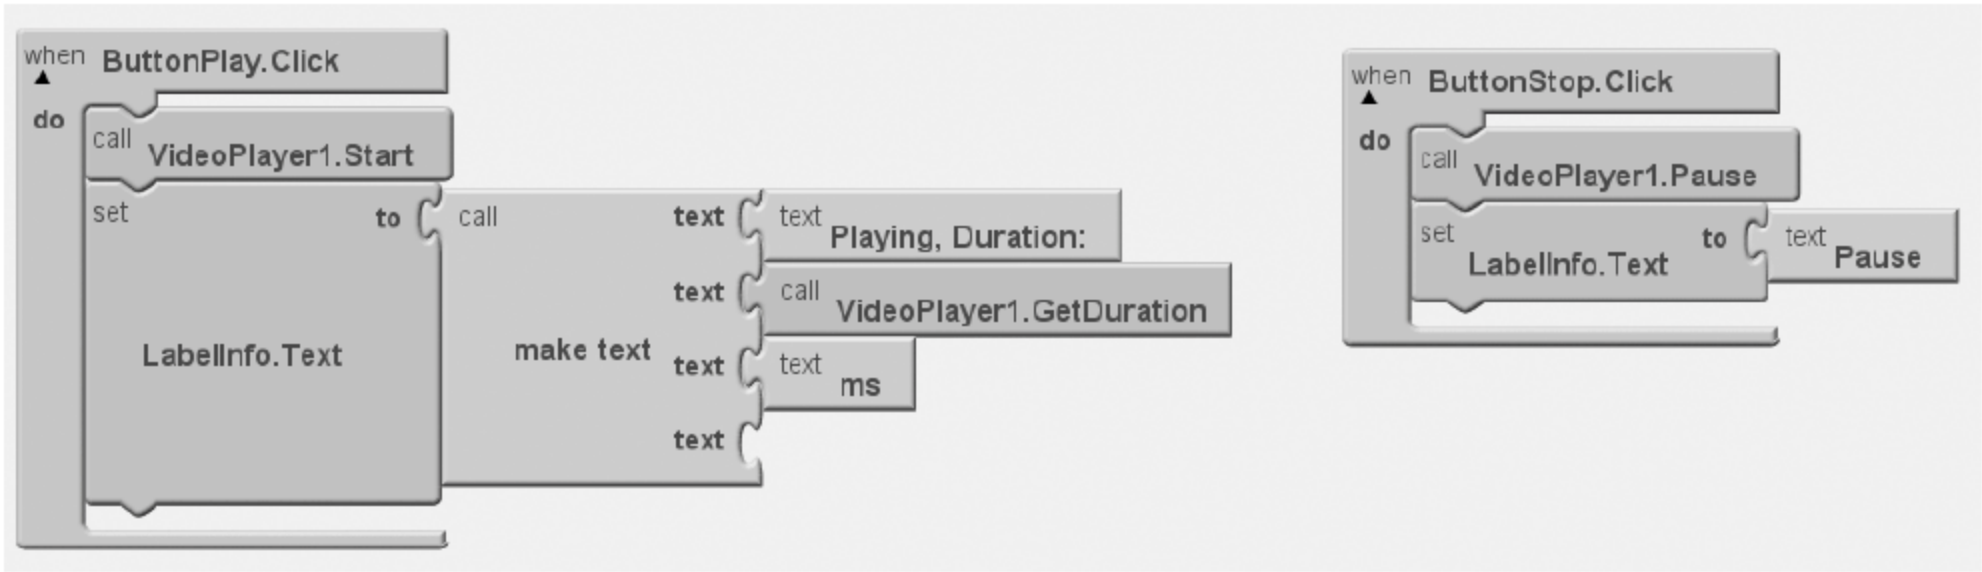 when ButtonPlay.Click
do
call VideoPlayer1.Start
set LabelInfo.Text to
call make text
text text Playing, Duration:
text call VideoPlayer1.GetDuration
text text ms
text
when ButtonStop.Click
do
call VideoPlayer1.Pause
set LabelInfo.Text to text Pause